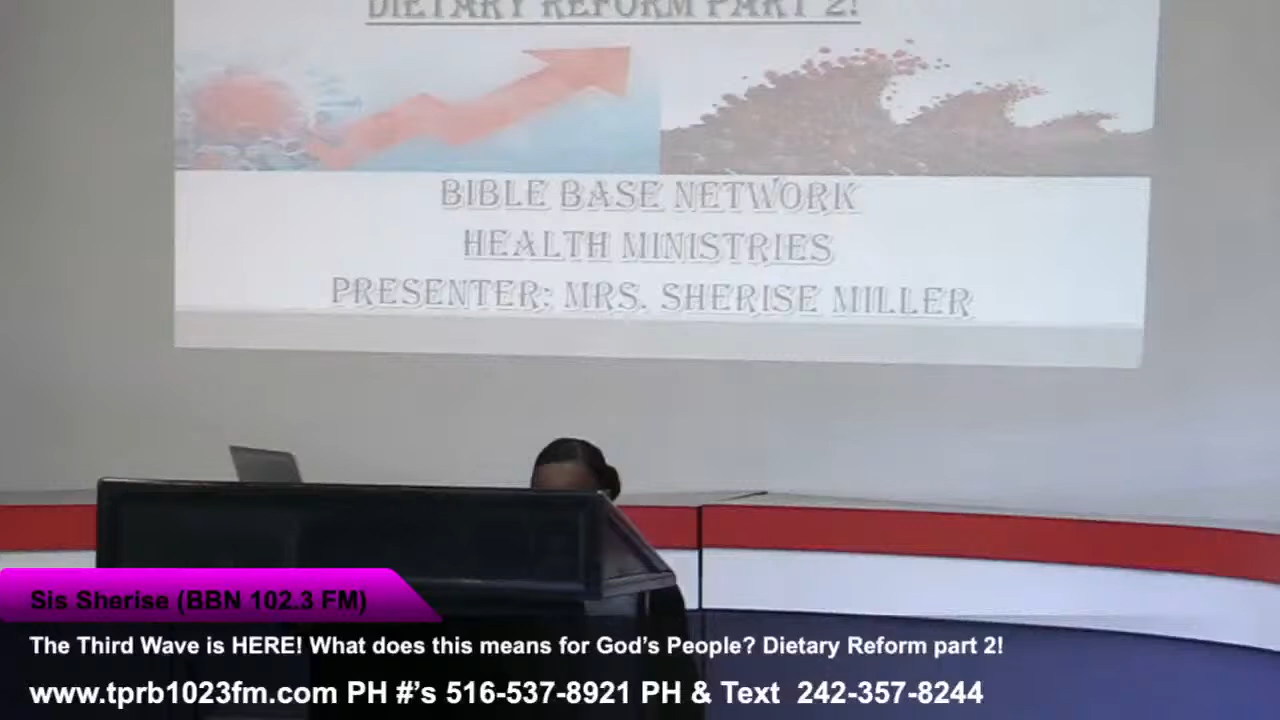 DIETARY REFORM PART 2!
BIBLE BASE NETWORK
HEALTH MINISTRIES
PRESENTER: MRS. SHERISE MILLER
Sis Sherise (BBN 102.3 FM)
The Third Wave is HERE! What does this means for God's People? Dietary Reform part 2!
www.tprb1023fm.com PH #'s 516-537-8921 PH & Text 242-357-8244